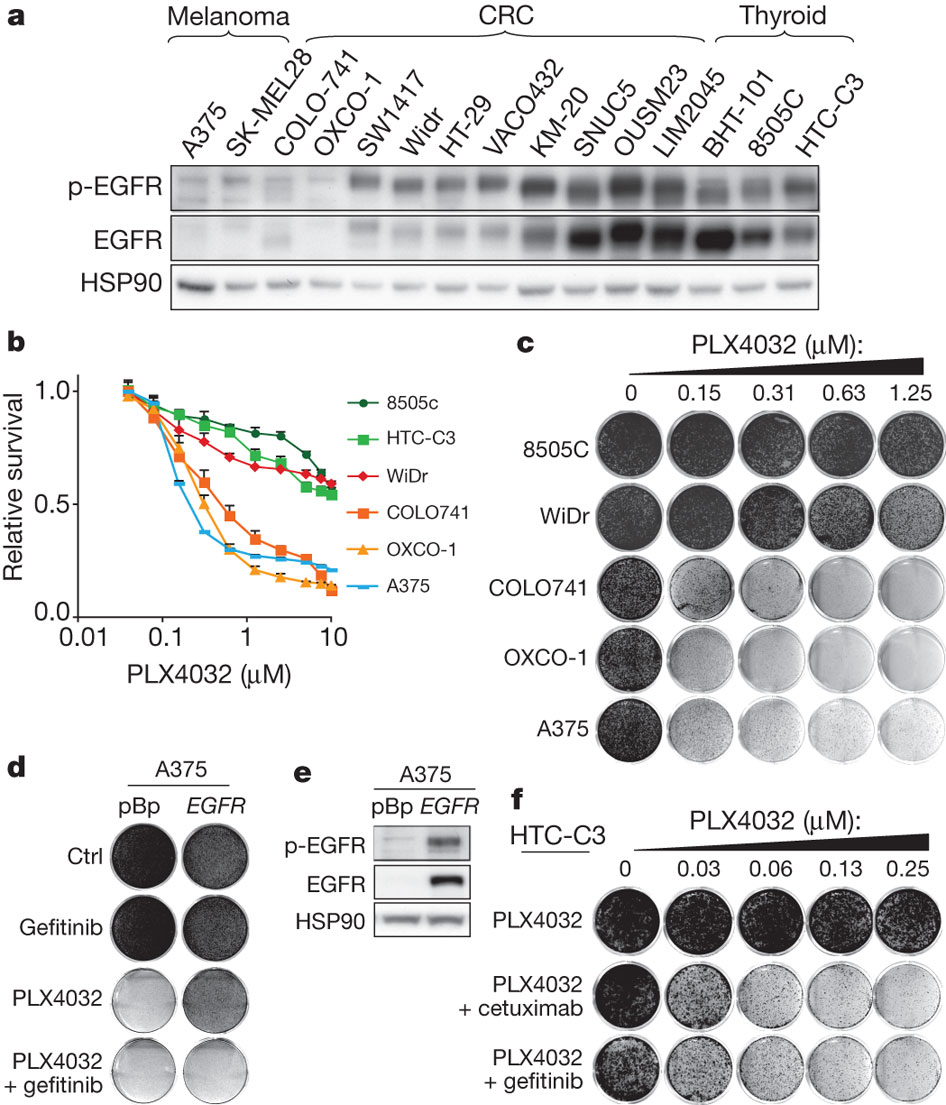 a
Melanoma CRC Thyroid
A375 SK-MEL28 COLO-741 OXCO-1 SW1417 Widr HT-29 VACO432 KM-20 SNUC5 OUSM23 LIM2045 BHT-101 8505C HTC-C3
p-EGFR
EGFR
HSP90
b
Relative survival
1.0
0.5
0.0
0.01 0.1 1 10
PLX4032 (μM)
8505c
HTC-C3
WiDr
COLO741
OXCO-1
A375
c
PLX4032 (μM):
0 0.15 0.31 0.63 1.25
8505C
WiDr
COLO741
OXCO-1
A375
d
A375
pBp EGFR
Ctrl
Gefitinib
PLX4032
PLX4032
+ gefitinib
e
A375
pBp EGFR
p-EGFR
EGFR
HSP90
f
HTC-C3
PLX4032 (μM):
0 0.03 0.06 0.13 0.25
PLX4032
PLX4032
+ cetuximab
PLX4032
+ gefitinib